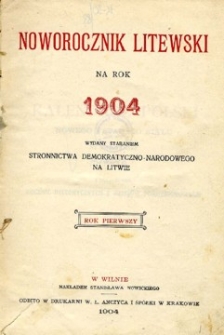 NOWOROCZNIK LITEWSKI
NA ROK
1904
WYDANY STARANIEM
STRONNICTWA DEMOKRATYCZNO-NARODOWEGO
NA LITWIE
ROK PIERWSZY
W WILNIE
NAKŁADEM STANISŁAWA NOWICKIEGO
ODBITO W DRUKARNI W. L. ANCZYCA I SPÓŁKI W KRAKOWIE
1904